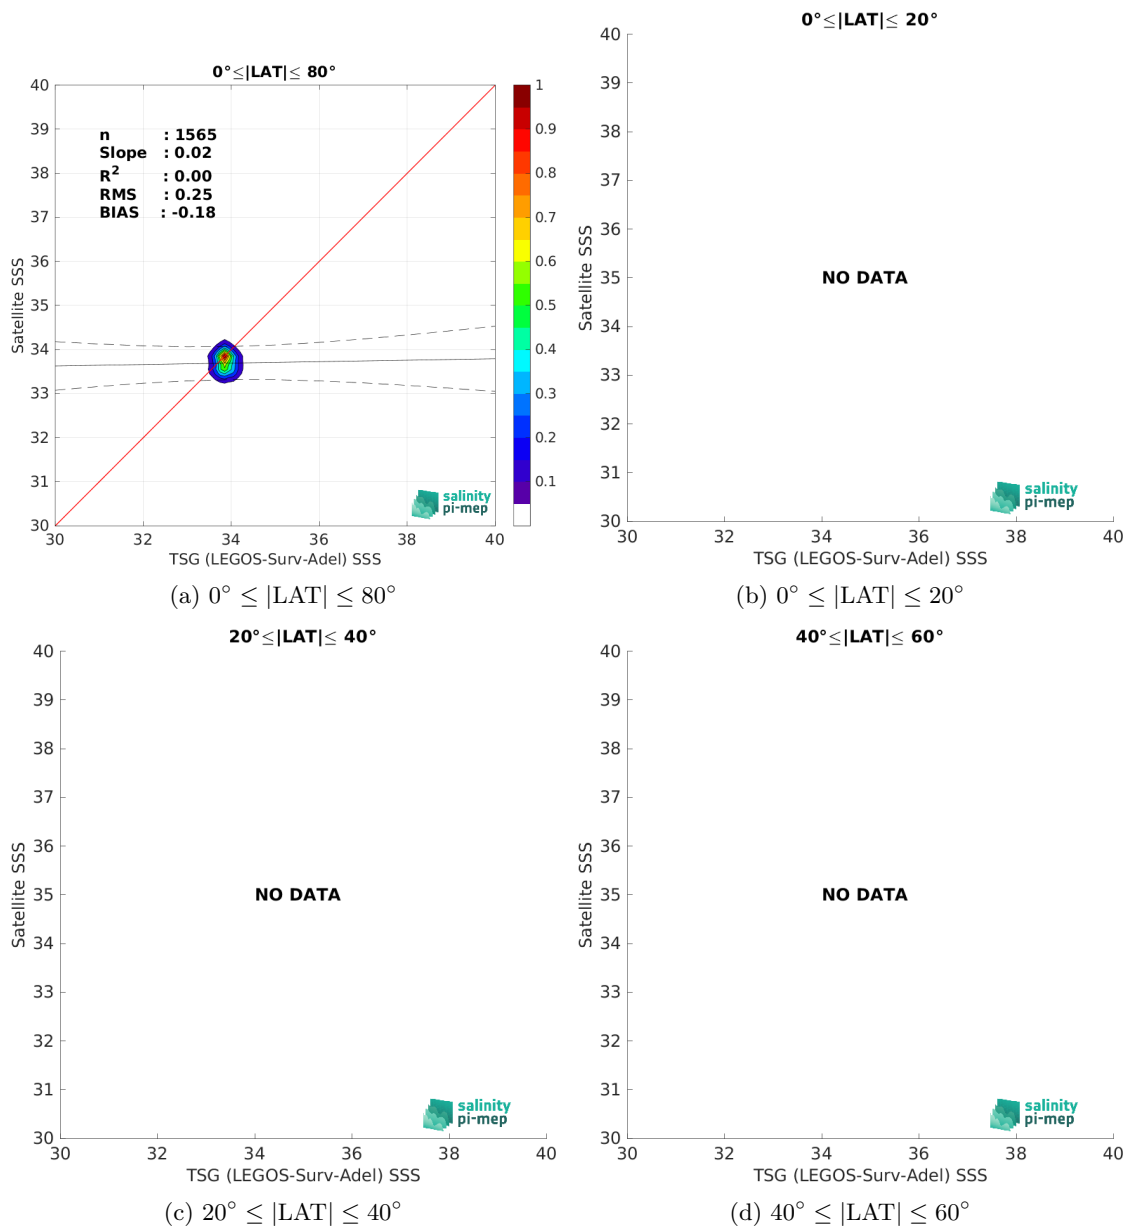 0°≤|LAT|≤ 80°
40
39
38
37
36
35
34
33
32
31
30
Satellite SSS
n : 1565
Slope : 0.02
R² : 0.00
RMS : 0.25
BIAS : -0.18
1
0.9
0.8
0.7
0.6
0.5
0.4
0.3
0.2
0.1
salinity
pi-mep
30 32 34 36 38 40
TSG (LEGOS-Surv-Adel) SSS
(a) 0° ≤ |LAT| ≤ 80°
0°≤|LAT|≤ 20°
40
39
38
37
36
35
34
33
32
31
30
Satellite SSS
NO DATA
salinity
pi-mep
30 32 34 36 38 40
TSG (LEGOS-Surv-Adel) SSS
(b) 0° ≤ |LAT| ≤ 20°
20°≤|LAT|≤ 40°
40
39
38
37
36
35
34
33
32
31
30
Satellite SSS
NO DATA
salinity
pi-mep
30 32 34 36 38 40
TSG (LEGOS-Surv-Adel) SSS
(c) 20° ≤ |LAT| ≤ 40°
40°≤|LAT|≤ 60°
40
39
38
37
36
35
34
33
32
31
30
Satellite SSS
NO DATA
salinity
pi-mep
30 32 34 36 38 40
TSG (LEGOS-Surv-Adel) SSS
(d) 40° ≤ |LAT| ≤ 60°